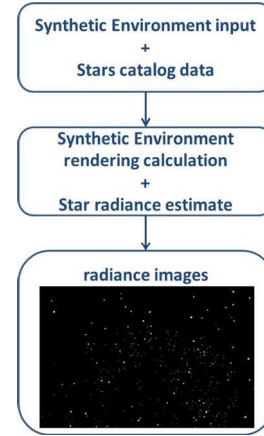 Synthetic Environment input
+
Stars catalog data
Synthetic Environment
rendering calculation
+
Star radiance estimate
radiance images